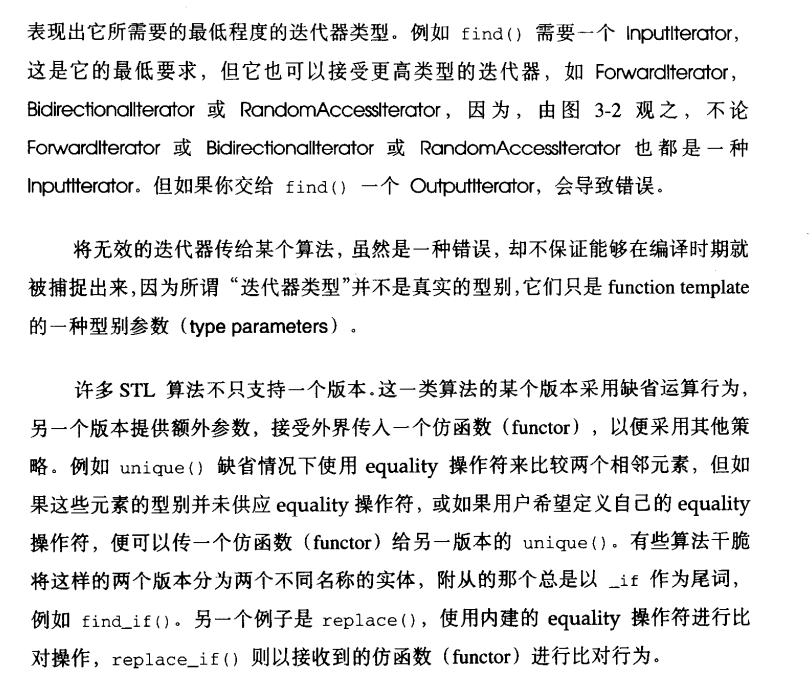 表现出它所需要的最低程度的迭代器类型。例如 find() 需要一个 InputIterator，
这是它的最低要求，但它也可以接受更高类型的迭代器，如 ForwardIterator，
BidirectionalIterator 或 RandomAccessIterator，因为，由图 3-2 观之，不论
ForwardIterator 或 BidirectionalIterator 或 RandomAccessIterator 也都是一种
InputIterator。但如果你交给 find() 一个 OutputIterator，会导致错误。
将无效的迭代器传给某个算法，虽然是一种错误，却不保证能够在编译时期就
被捕捉出来，因为所谓“迭代器类型”并不是真实的型别，它们只是 function template
的一种型别参数（type parameters）。
许多 STL 算法不只支持一个版本。这一类算法的某个版本采用缺省运算行为，
另一个版本提供额外参数，接受外界传入一个仿函数（functor），以便采用其他策
略。例如 unique() 缺省情况下使用 equality 操作符来比较两个相邻元素，但如
果这些元素的型别并未供应 equality 操作符，或如果用户希望定义自己的 equality
操作符，便可以传一个仿函数（functor）给另一版本的 unique()。有些算法干脆
将这样的两个版本分为两个不同名称的实体，附从的那个总是以 _if 作为尾词，
例如 find_if()。另一个例子是 replace()，使用内建的 equality 操作符进行比
对操作，replace_if() 则以接收到的仿函数（functor）进行比对行为。